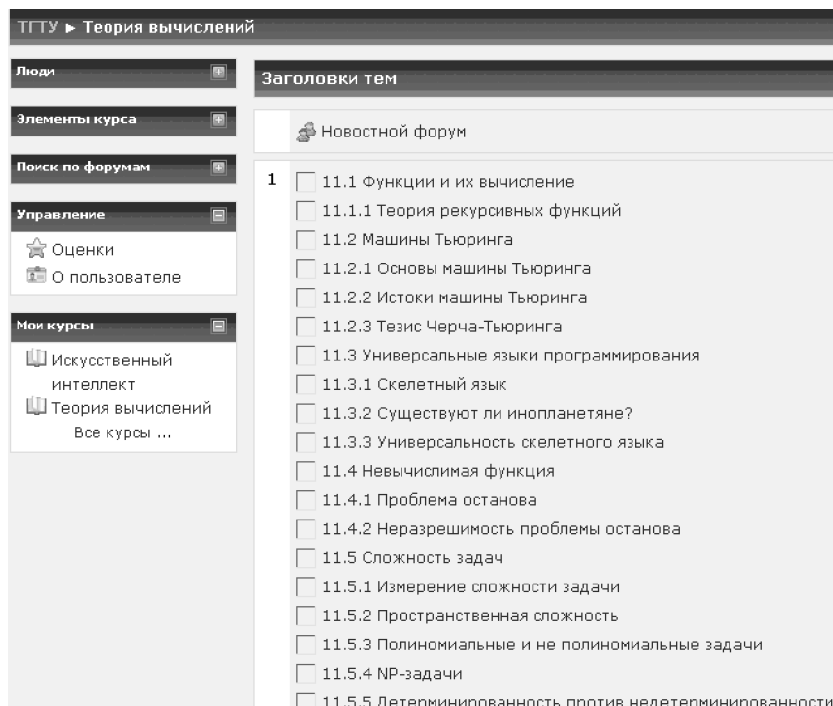 ТГТУ ► Теория вычислений
Люди
Элементы курса
Поиск по форумам
Управление
Оценки
О пользователе
Мои курсы
Искусственный
интеллект
Теория вычислений
Все курсы ...
Заголовки тем
Новостной форум
1
11.1 Функции и их вычисление
11.1.1 Теория рекурсивных функций
11.2 Машины Тьюринга
11.2.1 Основы машины Тьюринга
11.2.2 Истоки машины Тьюринга
11.2.3 Тезис Черча-Тьюринга
11.3 Универсальные языки программирования
11.3.1 Скелетный язык
11.3.2 Существуют ли инопланетяне?
11.3.3 Универсальность скелетного языка
11.4 Невычислимая функция
11.4.1 Проблема останова
11.4.2 Неразрешимость проблемы останова
11.5 Сложность задач
11.5.1 Измерение сложности задачи
11.5.2 Пространственная сложность
11.5.3 Полиномиальные и не полиномиальные задачи
11.5.4 NP-задачи
11.5.5 Детерминированность против недетерминированности